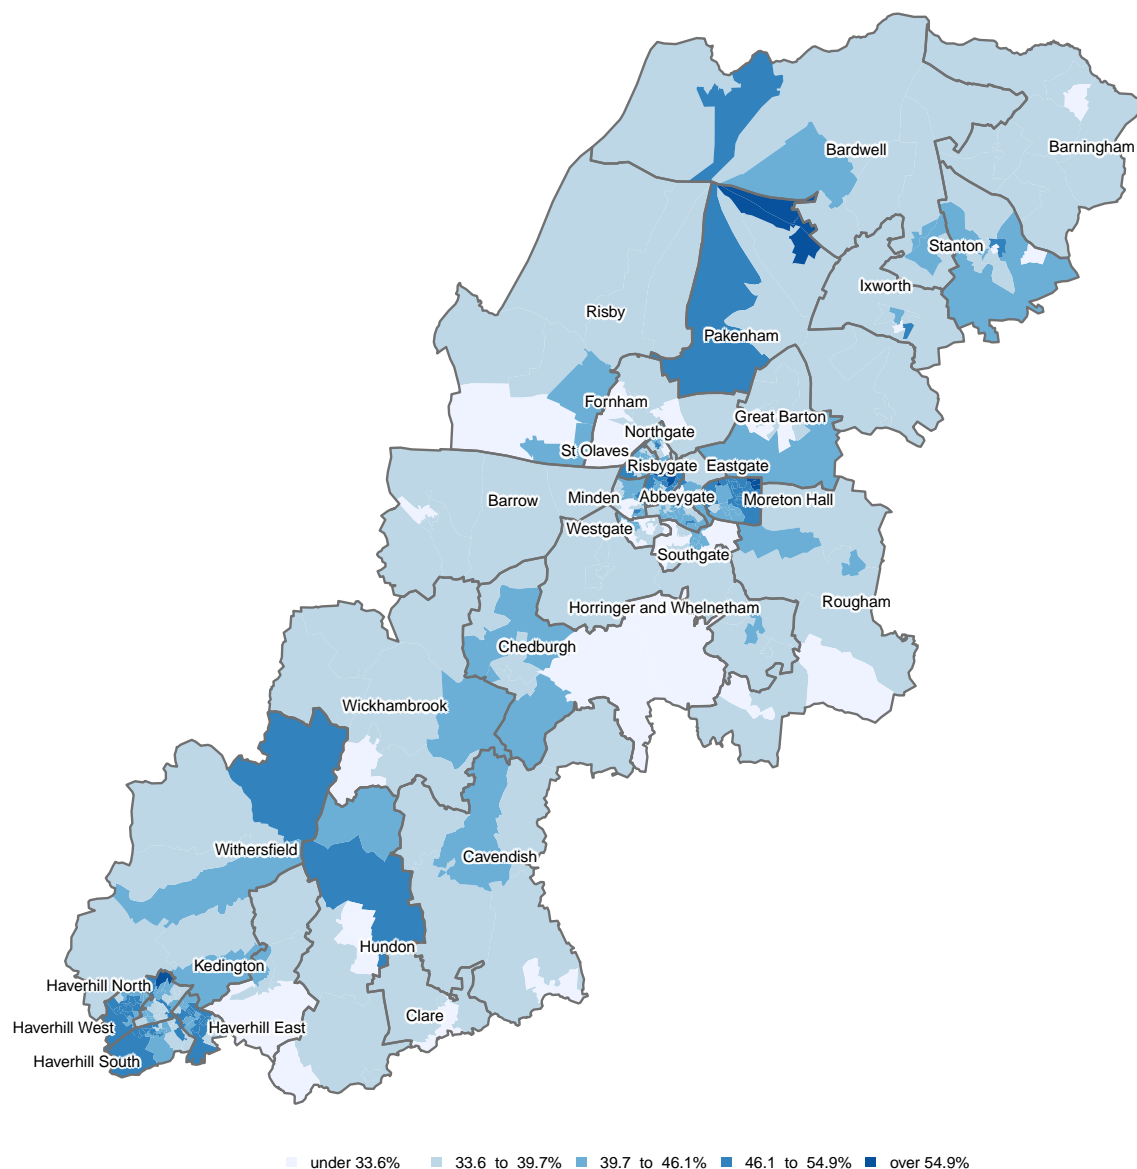 Bardwell
Barningham
Stanton
Ixworth
Risby
Pakenham
Fornham
Great Barton
Northgate
St Olaves
Risbygate
Eastgate
Barrow
Minden
Abbeygate
Moreton Hall
Westgate
Southgate
Rougham
Horringer and Whelnetham
Chedburgh
Wickhambrook
Withersfield
Cavendish
Hundon
Kedington
Haverhill North
Clare
Haverhill West
Haverhill East
Haverhill South
under 33.6% 33.6 to 39.7% 39.7 to 46.1% 46.1 to 54.9% over 54.9%